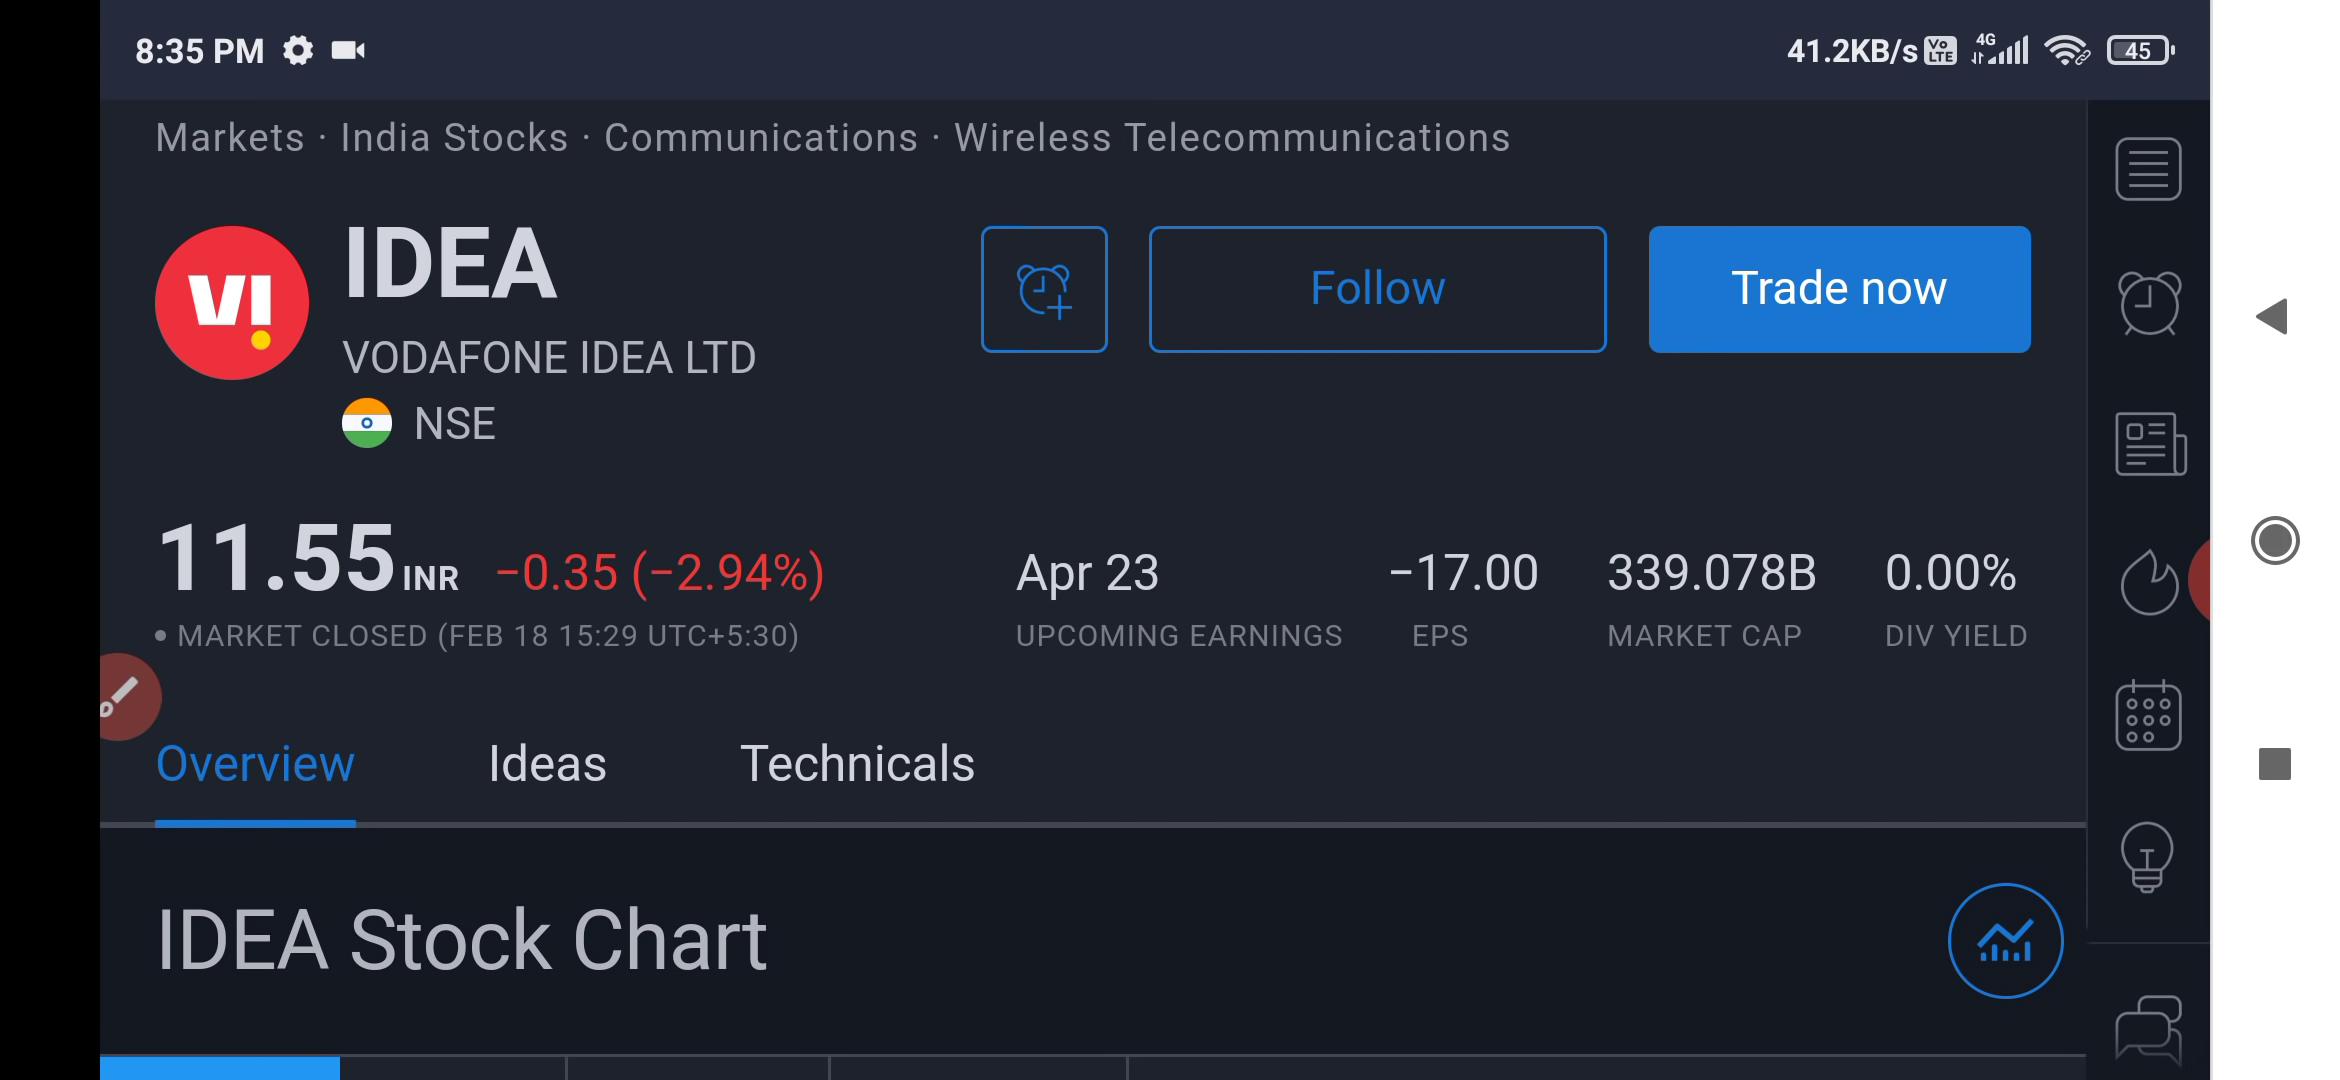 8:35 PM 41.2KB/s Vo LTE 4G 45
Markets · India Stocks · Communications · Wireless Telecommunications
VI
IDEA
Follow
Trade now
VODAFONE IDEA LTD
NSE
11.55 INR −0.35 (−2.94%) Apr 23 −17.00 339.078B 0.00%
• MARKET CLOSED (FEB 18 15:29 UTC+5:30) UPCOMING EARNINGS EPS MARKET CAP DIV YIELD
Overview Ideas Technicals
IDEA Stock Chart